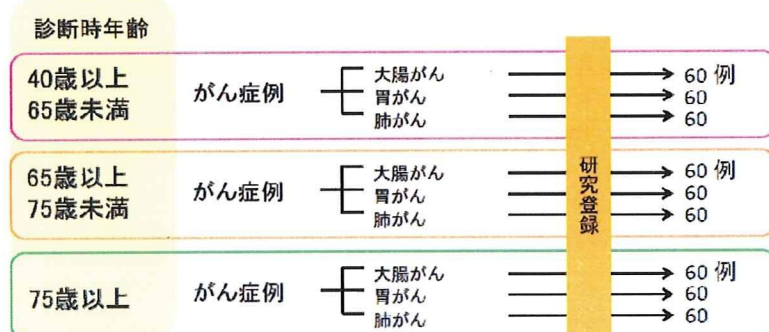 診断時年齢
40歳以上
65歳未満
がん症例
大腸がん
胃がん
肺がん
60 例
60
60
65歳以上
75歳未満
がん症例
大腸がん
胃がん
肺がん
60 例
60
60
75歳以上
がん症例
大腸がん
胃がん
肺がん
60 例
60
60
研究登録